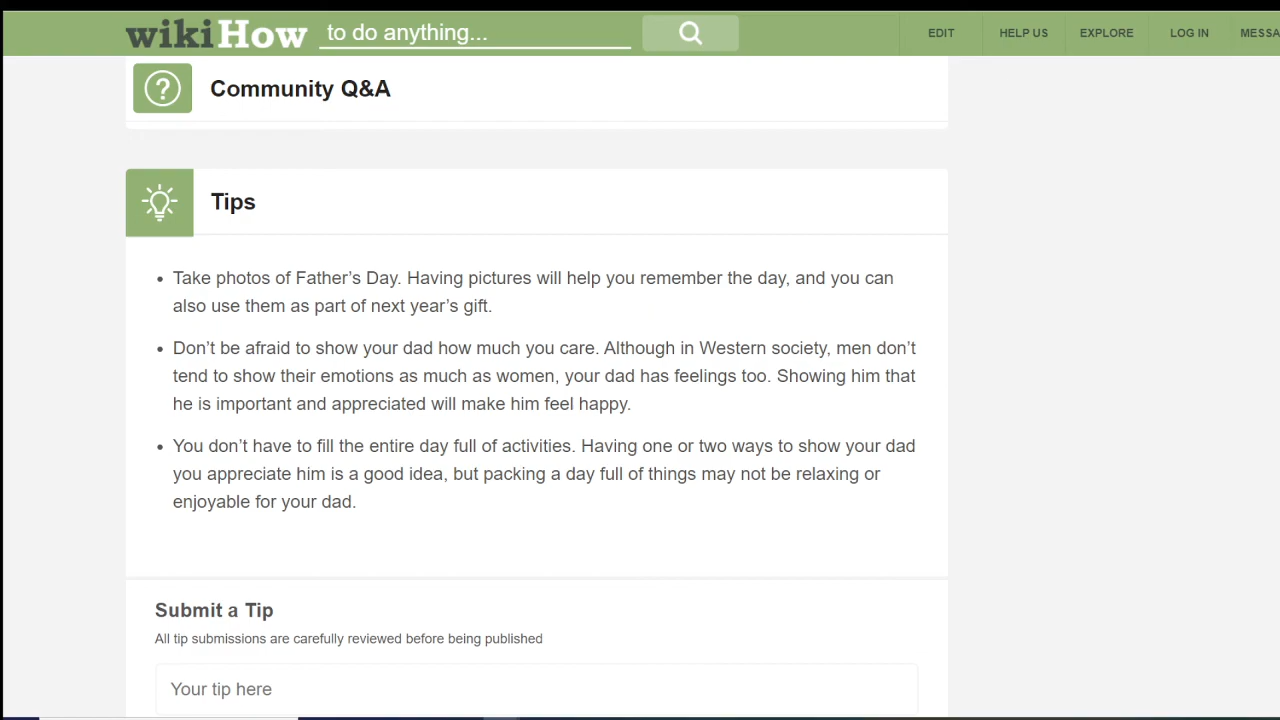 wikiHow to do anything... EDIT HELP US EXPLORE LOG IN MESSA
Community Q&A
Tips
Take photos of Father’s Day. Having pictures will help you remember the day, and you can
also use them as part of next year’s gift.
Don’t be afraid to show your dad how much you care. Although in Western society, men don’t
tend to show their emotions as much as women, your dad has feelings too. Showing him that
he is important and appreciated will make him feel happy.
You don’t have to fill the entire day full of activities. Having one or two ways to show your dad
you appreciate him is a good idea, but packing a day full of things may not be relaxing or
enjoyable for your dad.
Submit a Tip
All tip submissions are carefully reviewed before being published
Your tip here